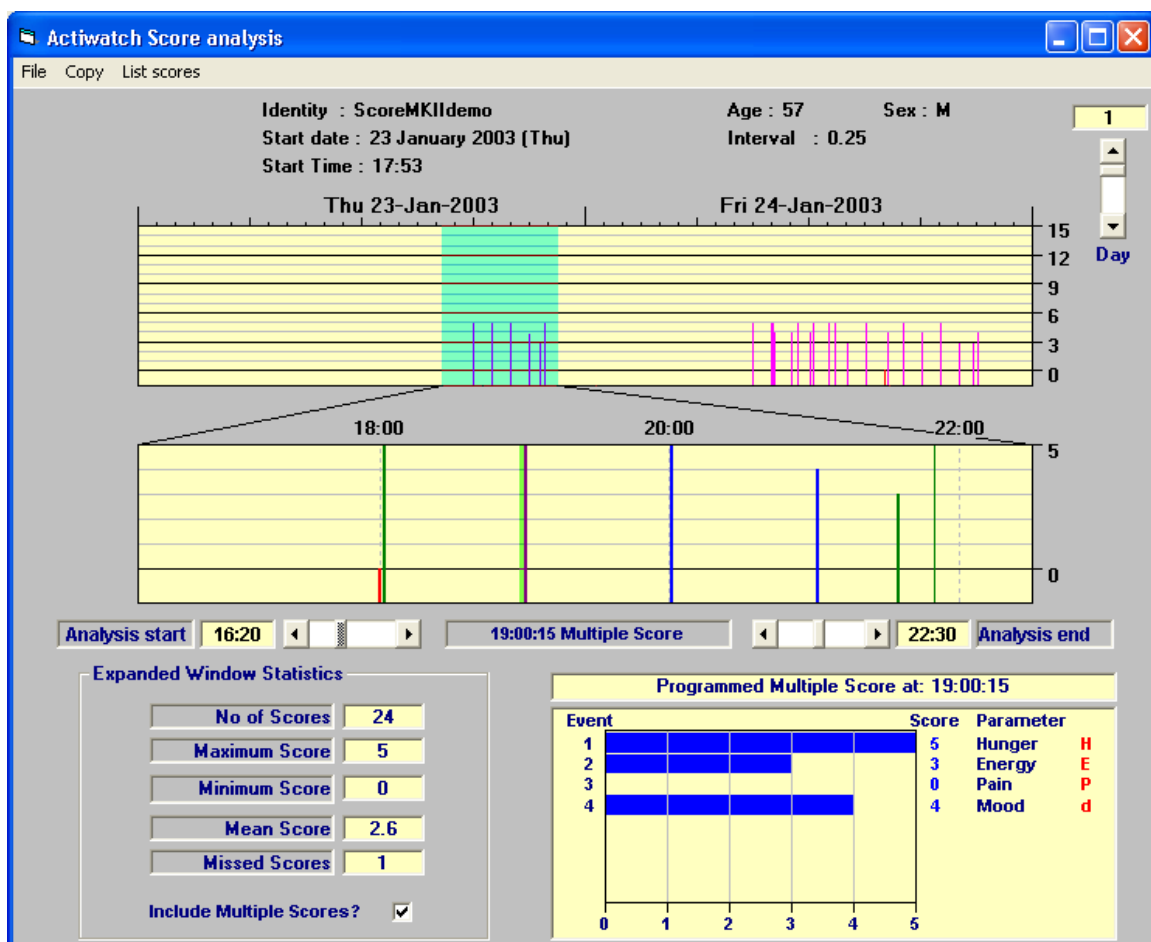 Actiwatch Score analysis
File Copy List scores
Identity : ScoreMKIIdemo Age : 57 Sex : M 1
Start date : 23 January 2003 (Thu) Interval : 0.25
Start Time : 17:53
Thu 23-Jan-2003 Fri 24-Jan-2003
15
12
9
6
3
0
Day
18:00 20:00 22:00
5
0
Analysis start 16:20 19:00:15 Multiple Score 22:30 Analysis end
Expanded Window Statistics
No of Scores 24
Maximum Score 5
Minimum Score 0
Mean Score 2.6
Missed Scores 1
Include Multiple Scores?
Programmed Multiple Score at: 19:00:15
Event Score Parameter
1 5 Hunger H
2 3 Energy E
3 0 Pain P
4 4 Mood d
0 1 2 3 4 5